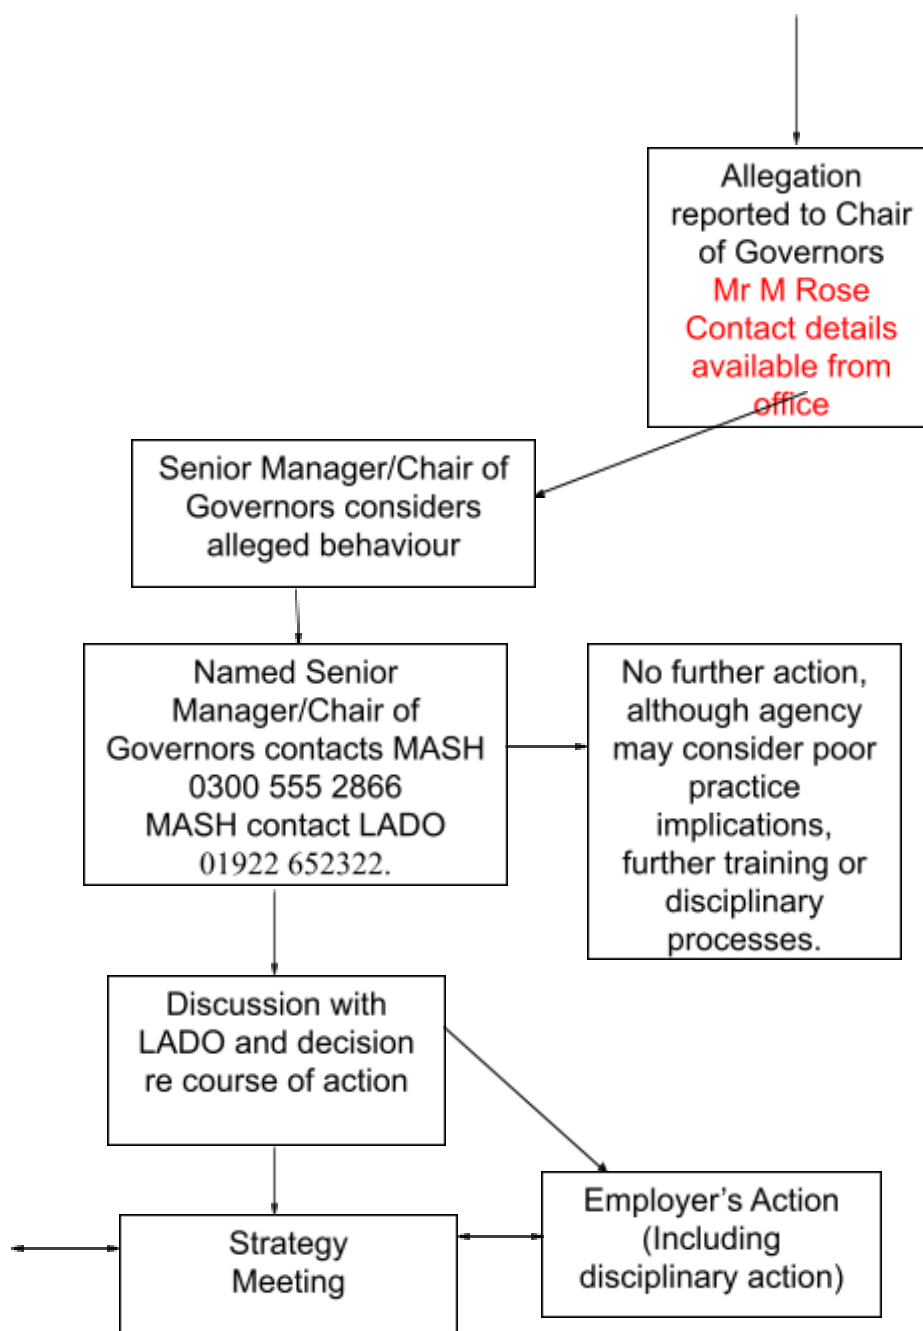 Allegation
reported to Chair
of Governors
Mr M Rose
Contact details
available from
office
Senior Manager/Chair of
Governors considers
alleged behaviour
Named Senior
Manager/Chair of
Governors contacts MASH
0300 555 2866
MASH contact LADO
01922 652322.
No further action,
although agency
may consider poor
practice
implications,
further training or
disciplinary
processes.
Discussion with
LADO and decision
re course of action
Employer’s Action
(Including
disciplinary action)
Strategy
Meeting